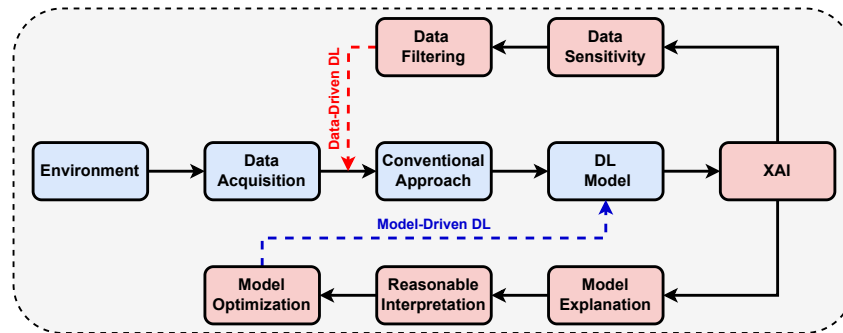 Data
Filtering
Data
Sensitivity
Data-Driven DL
Environment
Data
Acquisition
Conventional
Approach
DL
Model
XAI
Model-Driven DL
Model
Optimization
Reasonable
Interpretation
Model
Explanation